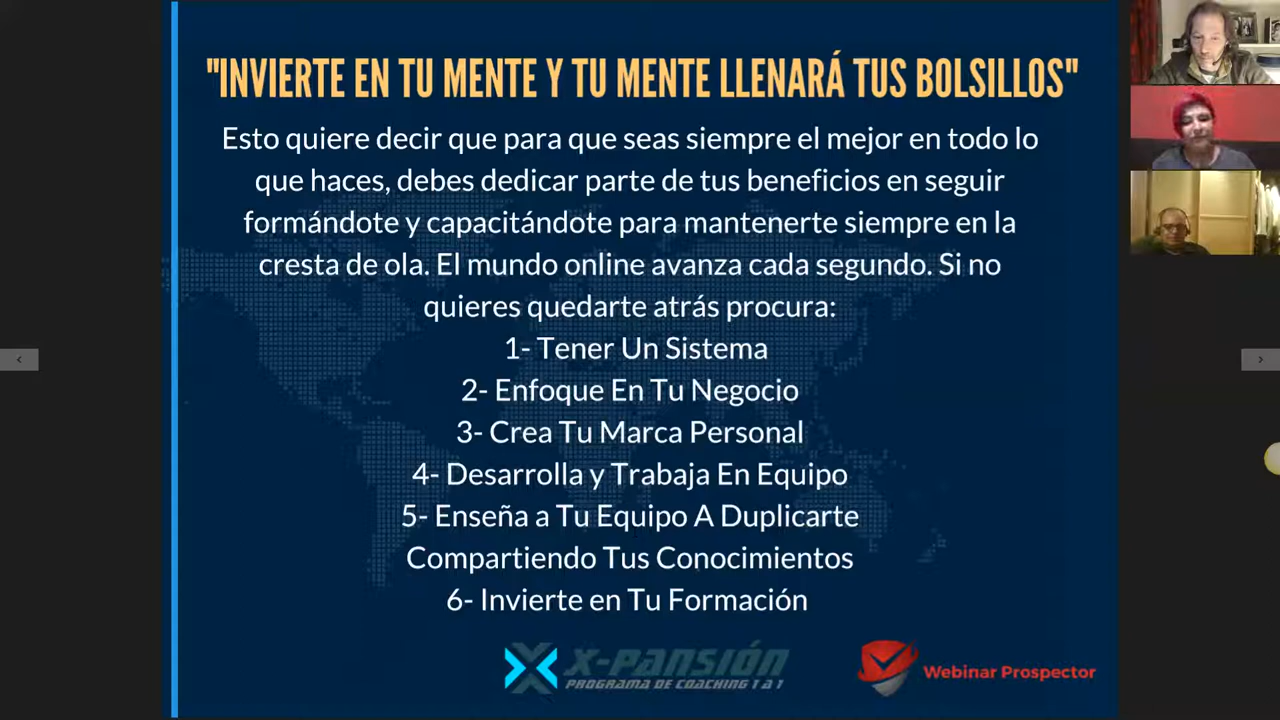 "INVIERTE EN TU MENTE Y TU MENTE LLENARÁ TUS BOLSILLOS"
Esto quiere decir que para que seas siempre el mejor en todo lo
que haces, debes dedicar parte de tus beneficios en seguir
formándote y capacitándote para mantenerte siempre en la
cresta de ola. El mundo online avanza cada segundo. Si no
quieres quedarte atrás procura:
1- Tener Un Sistema
2- Enfoque En Tu Negocio
3- Crea Tu Marca Personal
4- Desarrolla y Trabaja En Equipo
5- Enseña a Tu Equipo A Duplicarte
Compartiendo Tus Conocimientos
6- Invierte en Tu Formación
X-PANSIÓN
PROGRAMA DE COACHING 1 A 1
Webinar Prospector